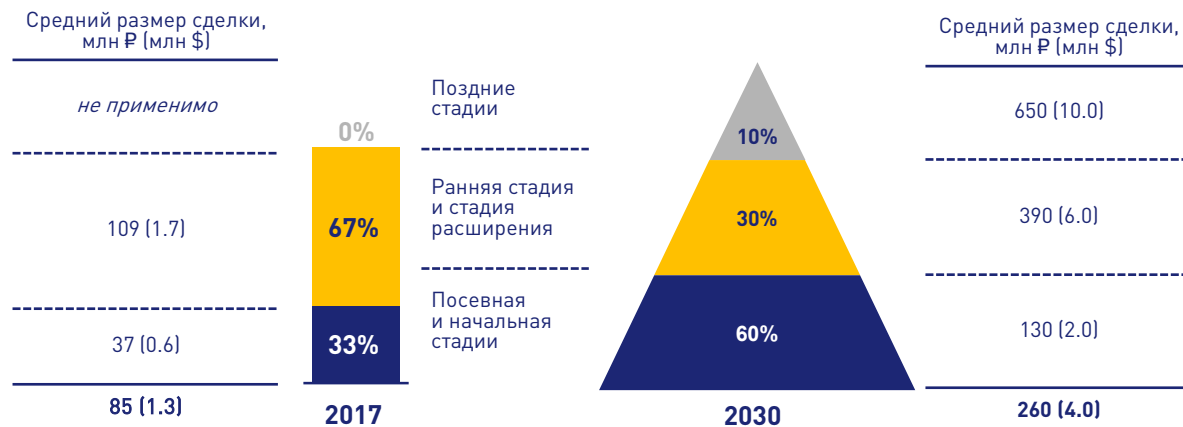 Средний размер сделки,
млн ₽ (млн $)
не применимо
109 (1.7)
37 (0.6)
85 (1.3)
0%
67%
33%
2017
Поздние
стадии
Ранняя стадия
и стадия
расширения
Посевная
и начальная
стадии
10%
30%
60%
2030
Средний размер сделки,
млн ₽ (млн $)
650 (10.0)
390 (6.0)
130 (2.0)
260 (4.0)